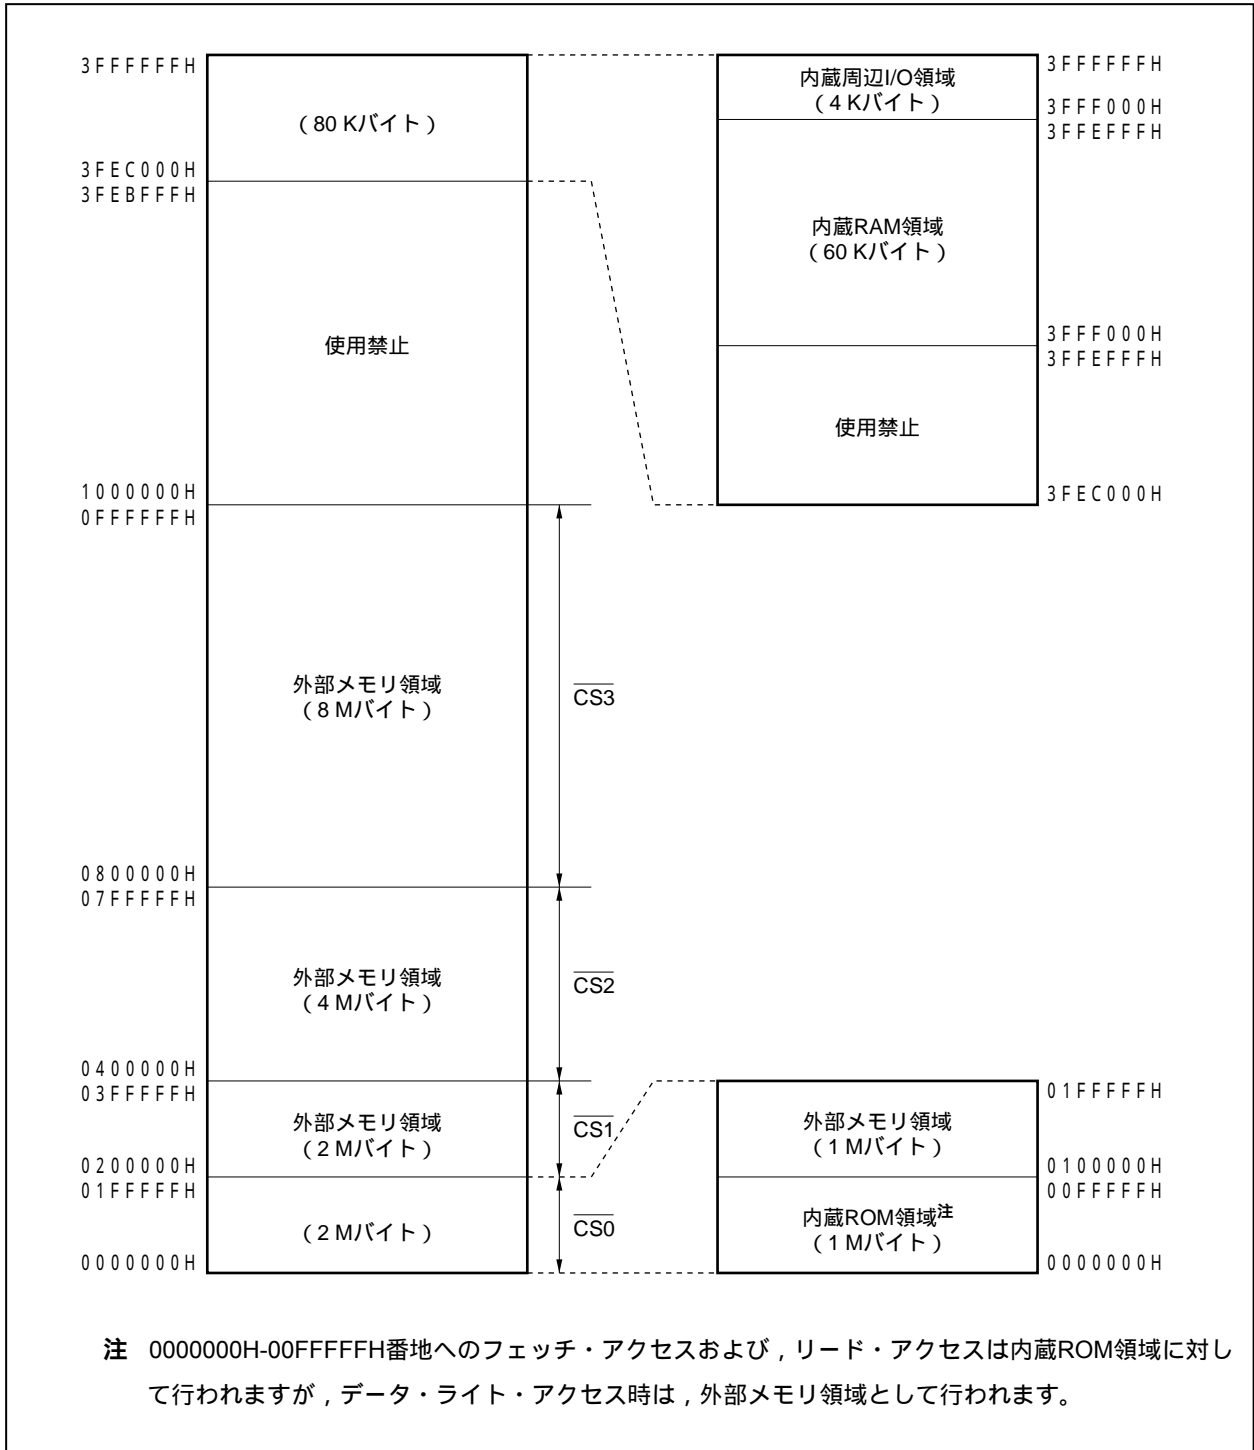 3FFFFFFH
(80 Kバイト)
3FEC000H
3FEBFFFH
使用禁止
1000000H
0FFFFFFH
外部メモリ領域
(8 Mバイト)
CS3
0800000H
07FFFFFH
外部メモリ領域
(4 Mバイト)
CS2
0400000H
03FFFFFH
外部メモリ領域
(2 Mバイト)
CS1
0200000H
01FFFFFH
(2 Mバイト)
CS0
0000000H
内蔵周辺I/O領域
(4 Kバイト)
3FFFFFFH
3FFF000H
3FFEFFFH
内蔵RAM領域
(60 Kバイト)
3FFF000H
3FFEFFFH
使用禁止
3FEC000H
01FFFFFH
外部メモリ領域
(1 Mバイト)
0100000H
00FFFFFH
内蔵ROM領域注
(1 Mバイト)
0000000H
注 0000000H-00FFFFFH番地へのフェッチ・アクセスおよび,リード・アクセスは内蔵ROM領域に対し
て行われますが,データ・ライト・アクセス時は,外部メモリ領域として行われます。